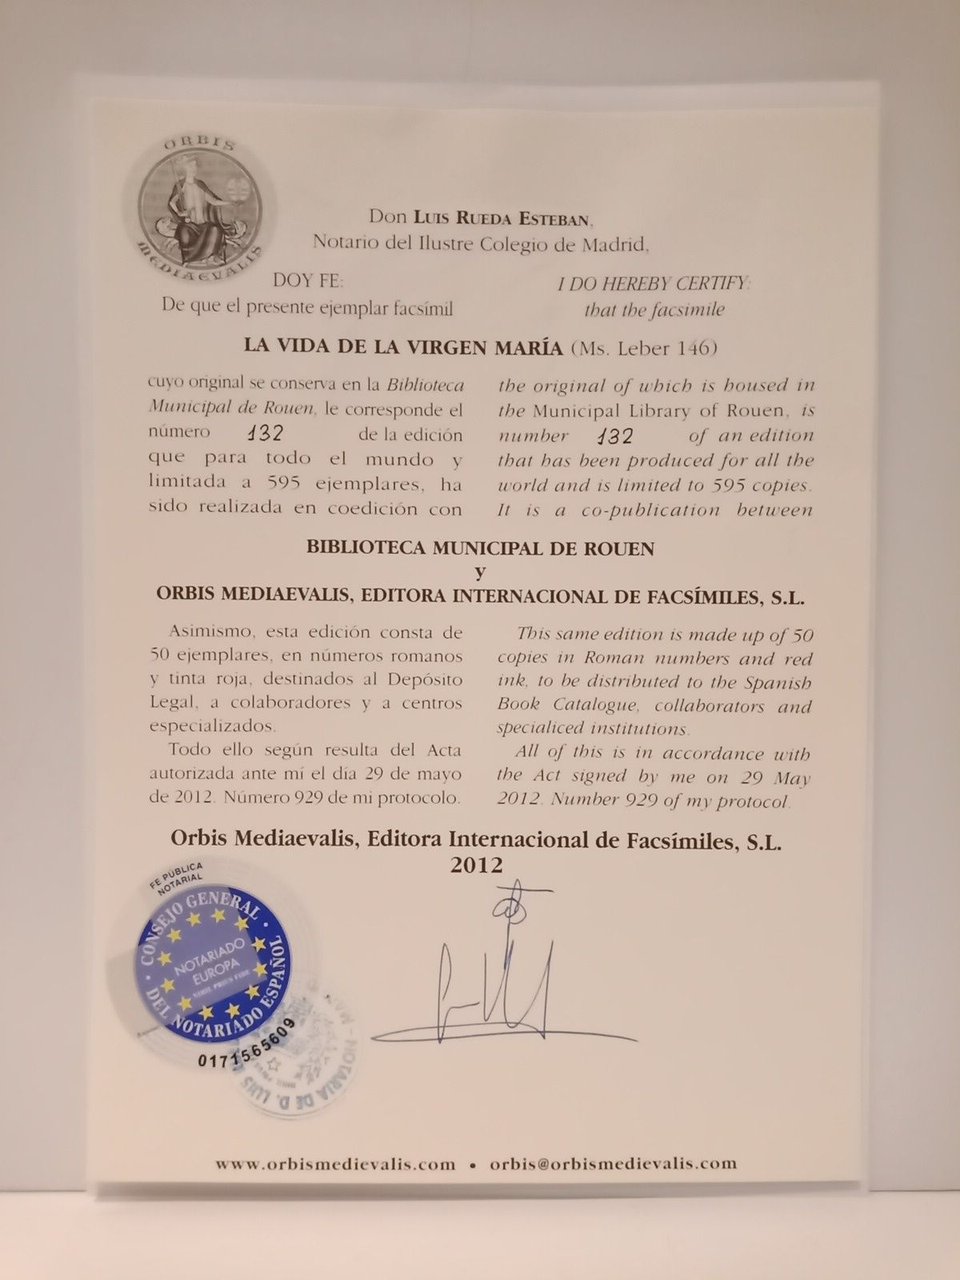 ORBIS
MEDIAEVALIS
Don LUIS RUEDA ESTEBAN,
Notario del Ilustre Colegio de Madrid,
DOY FE:
De que el presente ejemplar facsímil
I DO HEREBY CERTIFY:
that the facsimile
LA VIDA DE LA VIRGEN MARÍA (Ms. Leber 146)
cuyo original se conserva en la Biblioteca
Municipal de Rouen, le corresponde el
número 132 de la edición
que para todo el mundo y
limitada a 595 ejemplares, ha
sido realizada en coedición con
the original of which is housed in
the Municipal Library of Rouen, is
number 132 of an edition
that has been produced for all the
world and is limited to 595 copies.
It is a co-publication between
BIBLIOTECA MUNICIPAL DE ROUEN
y
ORBIS MEDIAEVALIS, EDITORA INTERNACIONAL DE FACSÍMILES, S.L.
Asimismo, esta edición consta de
50 ejemplares, en números romanos
y tinta roja, destinados al Depósito
Legal, a colaboradores y a centros
especializados.
Todo ello según resulta del Acta
autorizada ante mí el día 29 de mayo
de 2012. Número 929 de mi protocolo.
This same edition is made up of 50
copies in Roman numbers and red
ink, to be distributed to the Spanish
Book Catalogue, collaborators and
specialiced institutions.
All of this is in accordance with
the Act signed by me on 29 May
2012. Number 929 of my protocol.
Orbis Mediaevalis, Editora Internacional de Facsímiles, S.L.
2012
FE PUBLICA
NOTARIAL
CONSEJO GENERAL
DEL NOTARIADO ESPAÑOL
NOTARIADO
EUROPA
NIHIL PRIUS FIDE
0171565609
NOTARIA DE D. LUIS
www.orbismedievalis.com • orbis@orbismedievalis.com